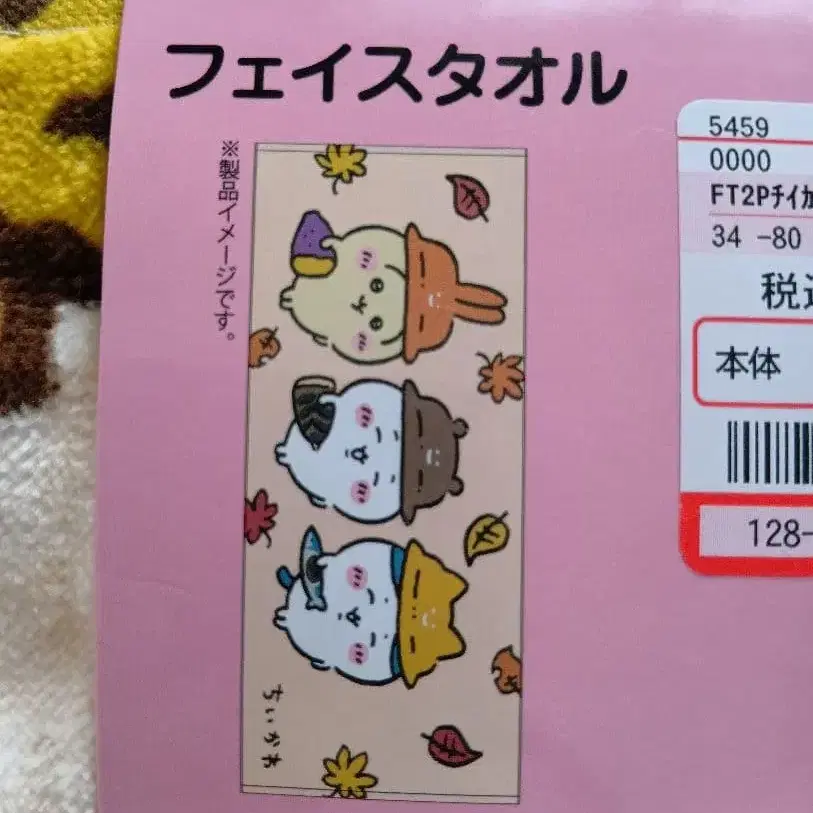 フェイスタオル
※製品イメージです。
ちいかわ
5459
0000
FT2Pﾁｲｶ
34 -80
税込
本体
128-